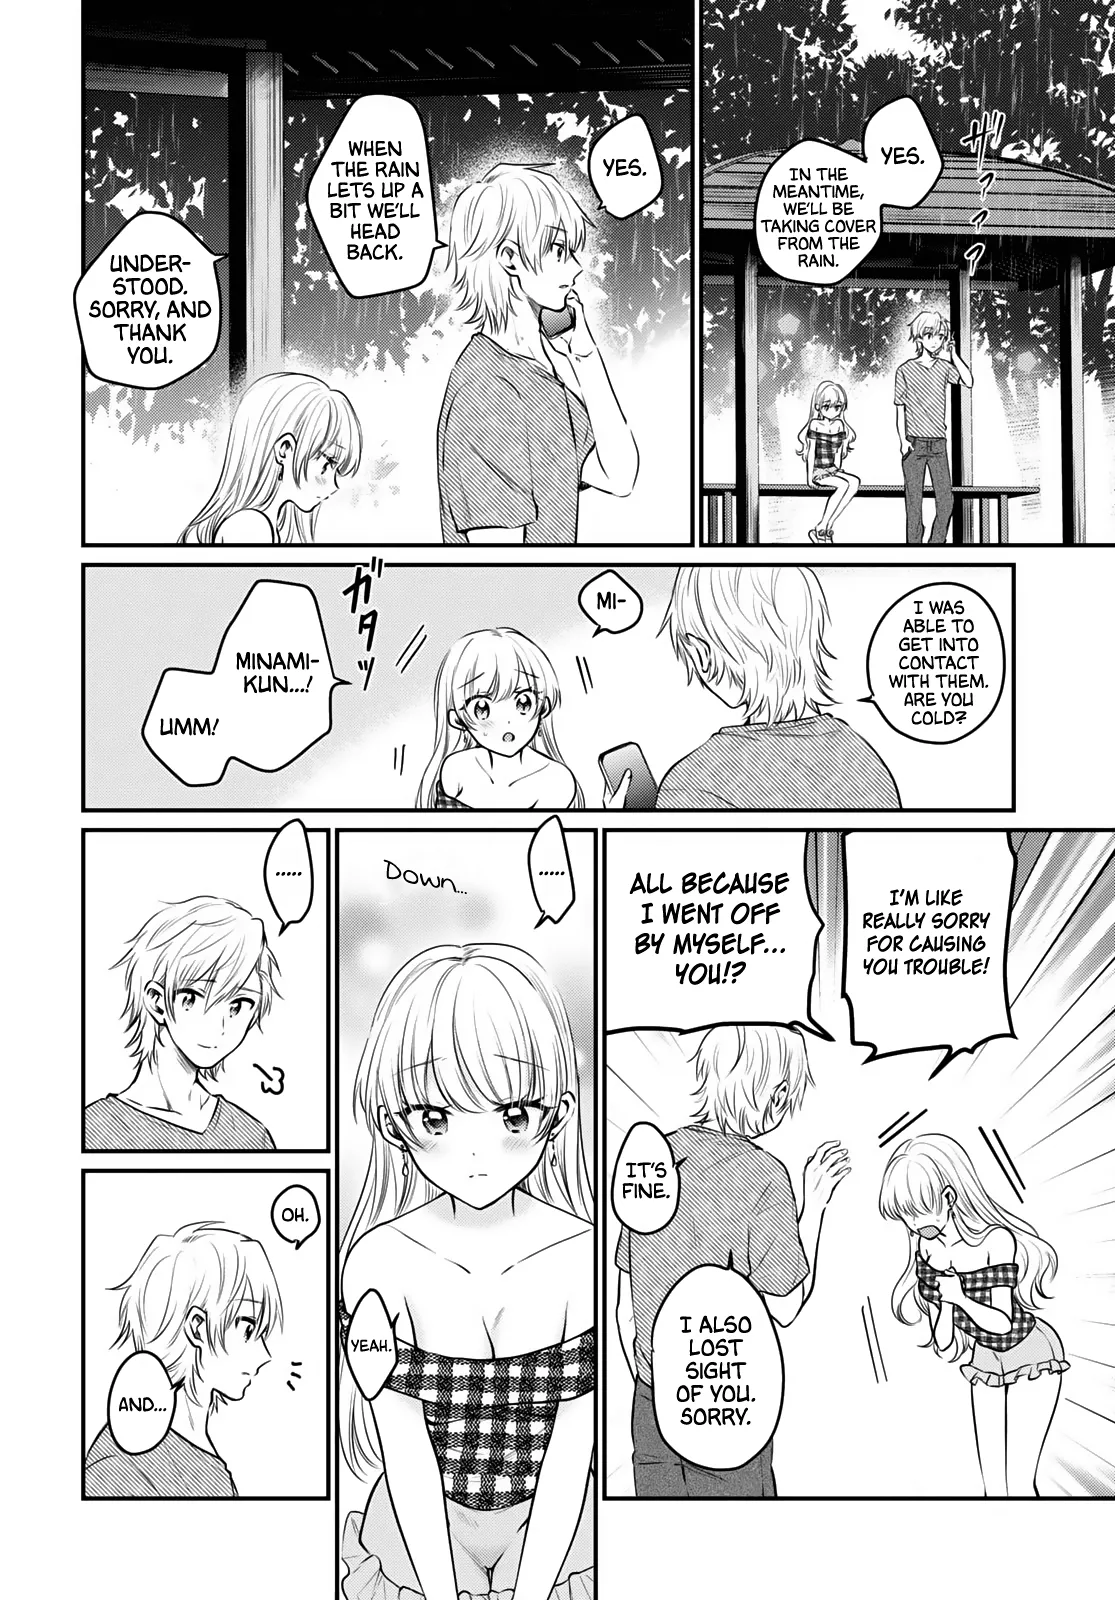 YES.
IN THE
MEANTIME,
WE'LL BE
TAKING COVER
FROM THE
RAIN.
ザァァァ
YES.
WHEN
THE RAIN
LETS UP A
BIT WE'LL
HEAD
BACK.
UNDER-
STOOD.
SORRY, AND
THANK
YOU.
I WAS
ABLE TO
GET INTO
CONTACT
WITH THEM.
ARE YOU
COLD?
MI-
ガタッ
MINAMI-
KUN...!
UMM!
I'M LIKE
REALLY SORRY
FOR CAUSING
YOU TROUBLE!
ALL BECAUSE
I WENT OFF
BY MYSELF...
YOU!?
IT'S
FINE.
I ALSO
LOST
SIGHT
OF YOU.
SORRY.
......
Down...
YEAH.
......
OH.
AND...